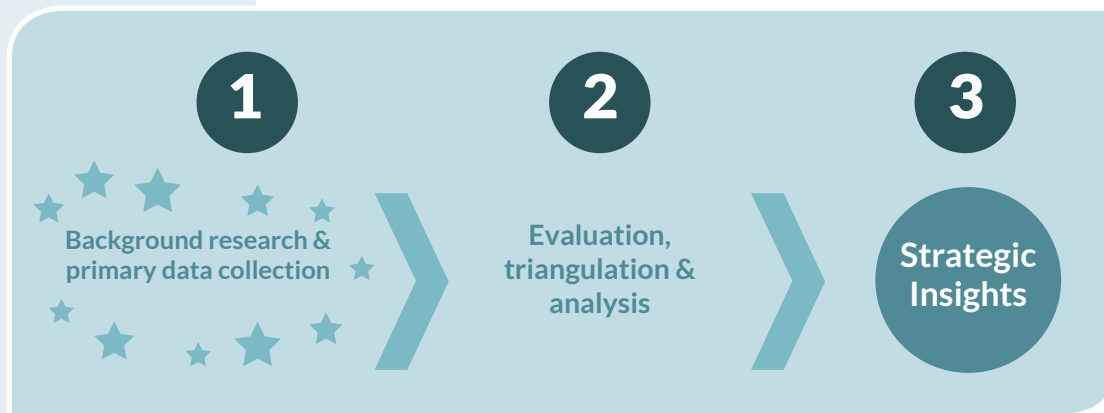 1
2
3
Background research &
primary data collection
Evaluation,
triangulation &
analysis
Strategic
Insights